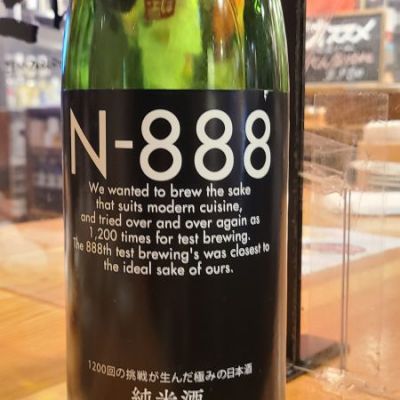 N-888
We wanted to brew the sake
that suits modern cuisine,
and tried over and over again as
1,200 times for test brewing.
The 888th test brewing's was closest to
the ideal sake of ours.
1200回の挑戦が生んだ極みの日本酒
純米酒